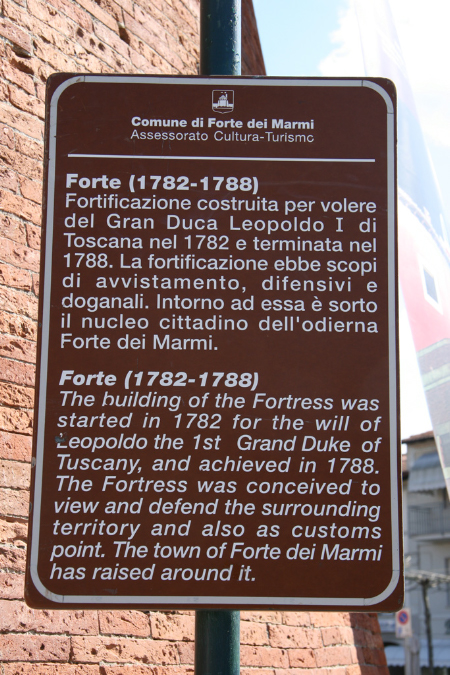 Comune di Forte dei Marmi
Assessorato Cultura-Turismo
Forte (1782-1788)
Fortificazione costruita per volere
del Gran Duca Leopoldo I di
Toscana nel 1782 e terminata nel
1788. La fortificazione ebbe scopi
di avvistamento, difensivi e
doganali. Intorno ad essa è sorto
il nucleo cittadino dell'odierna
Forte dei Marmi.
Forte (1782-1788)
The building of the Fortress was
started in 1782 for the will of
Leopoldo the 1st Grand Duke of
Tuscany, and achieved in 1788.
The Fortress was conceived to
view and defend the surrounding
territory and also as customs
point. The town of Forte dei Marmi
has raised around it.